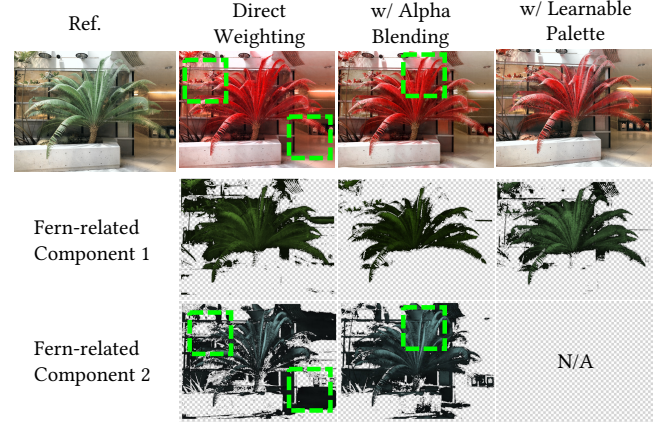 Ref.
Direct
Weighting
w/ Alpha
Blending
w/ Learnable
Palette
Fern-related
Component 1
Fern-related
Component 2
N/A